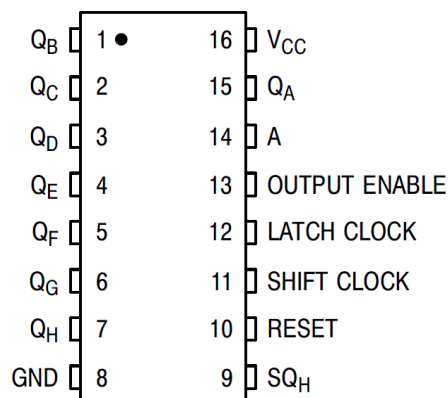 QB 1 16 VCC
QC 2 15 QA
QD 3 14 A
QE 4 13 OUTPUT ENABLE
QF 5 12 LATCH CLOCK
QG 6 11 SHIFT CLOCK
QH 7 10 RESET
GND 8 9 SQH